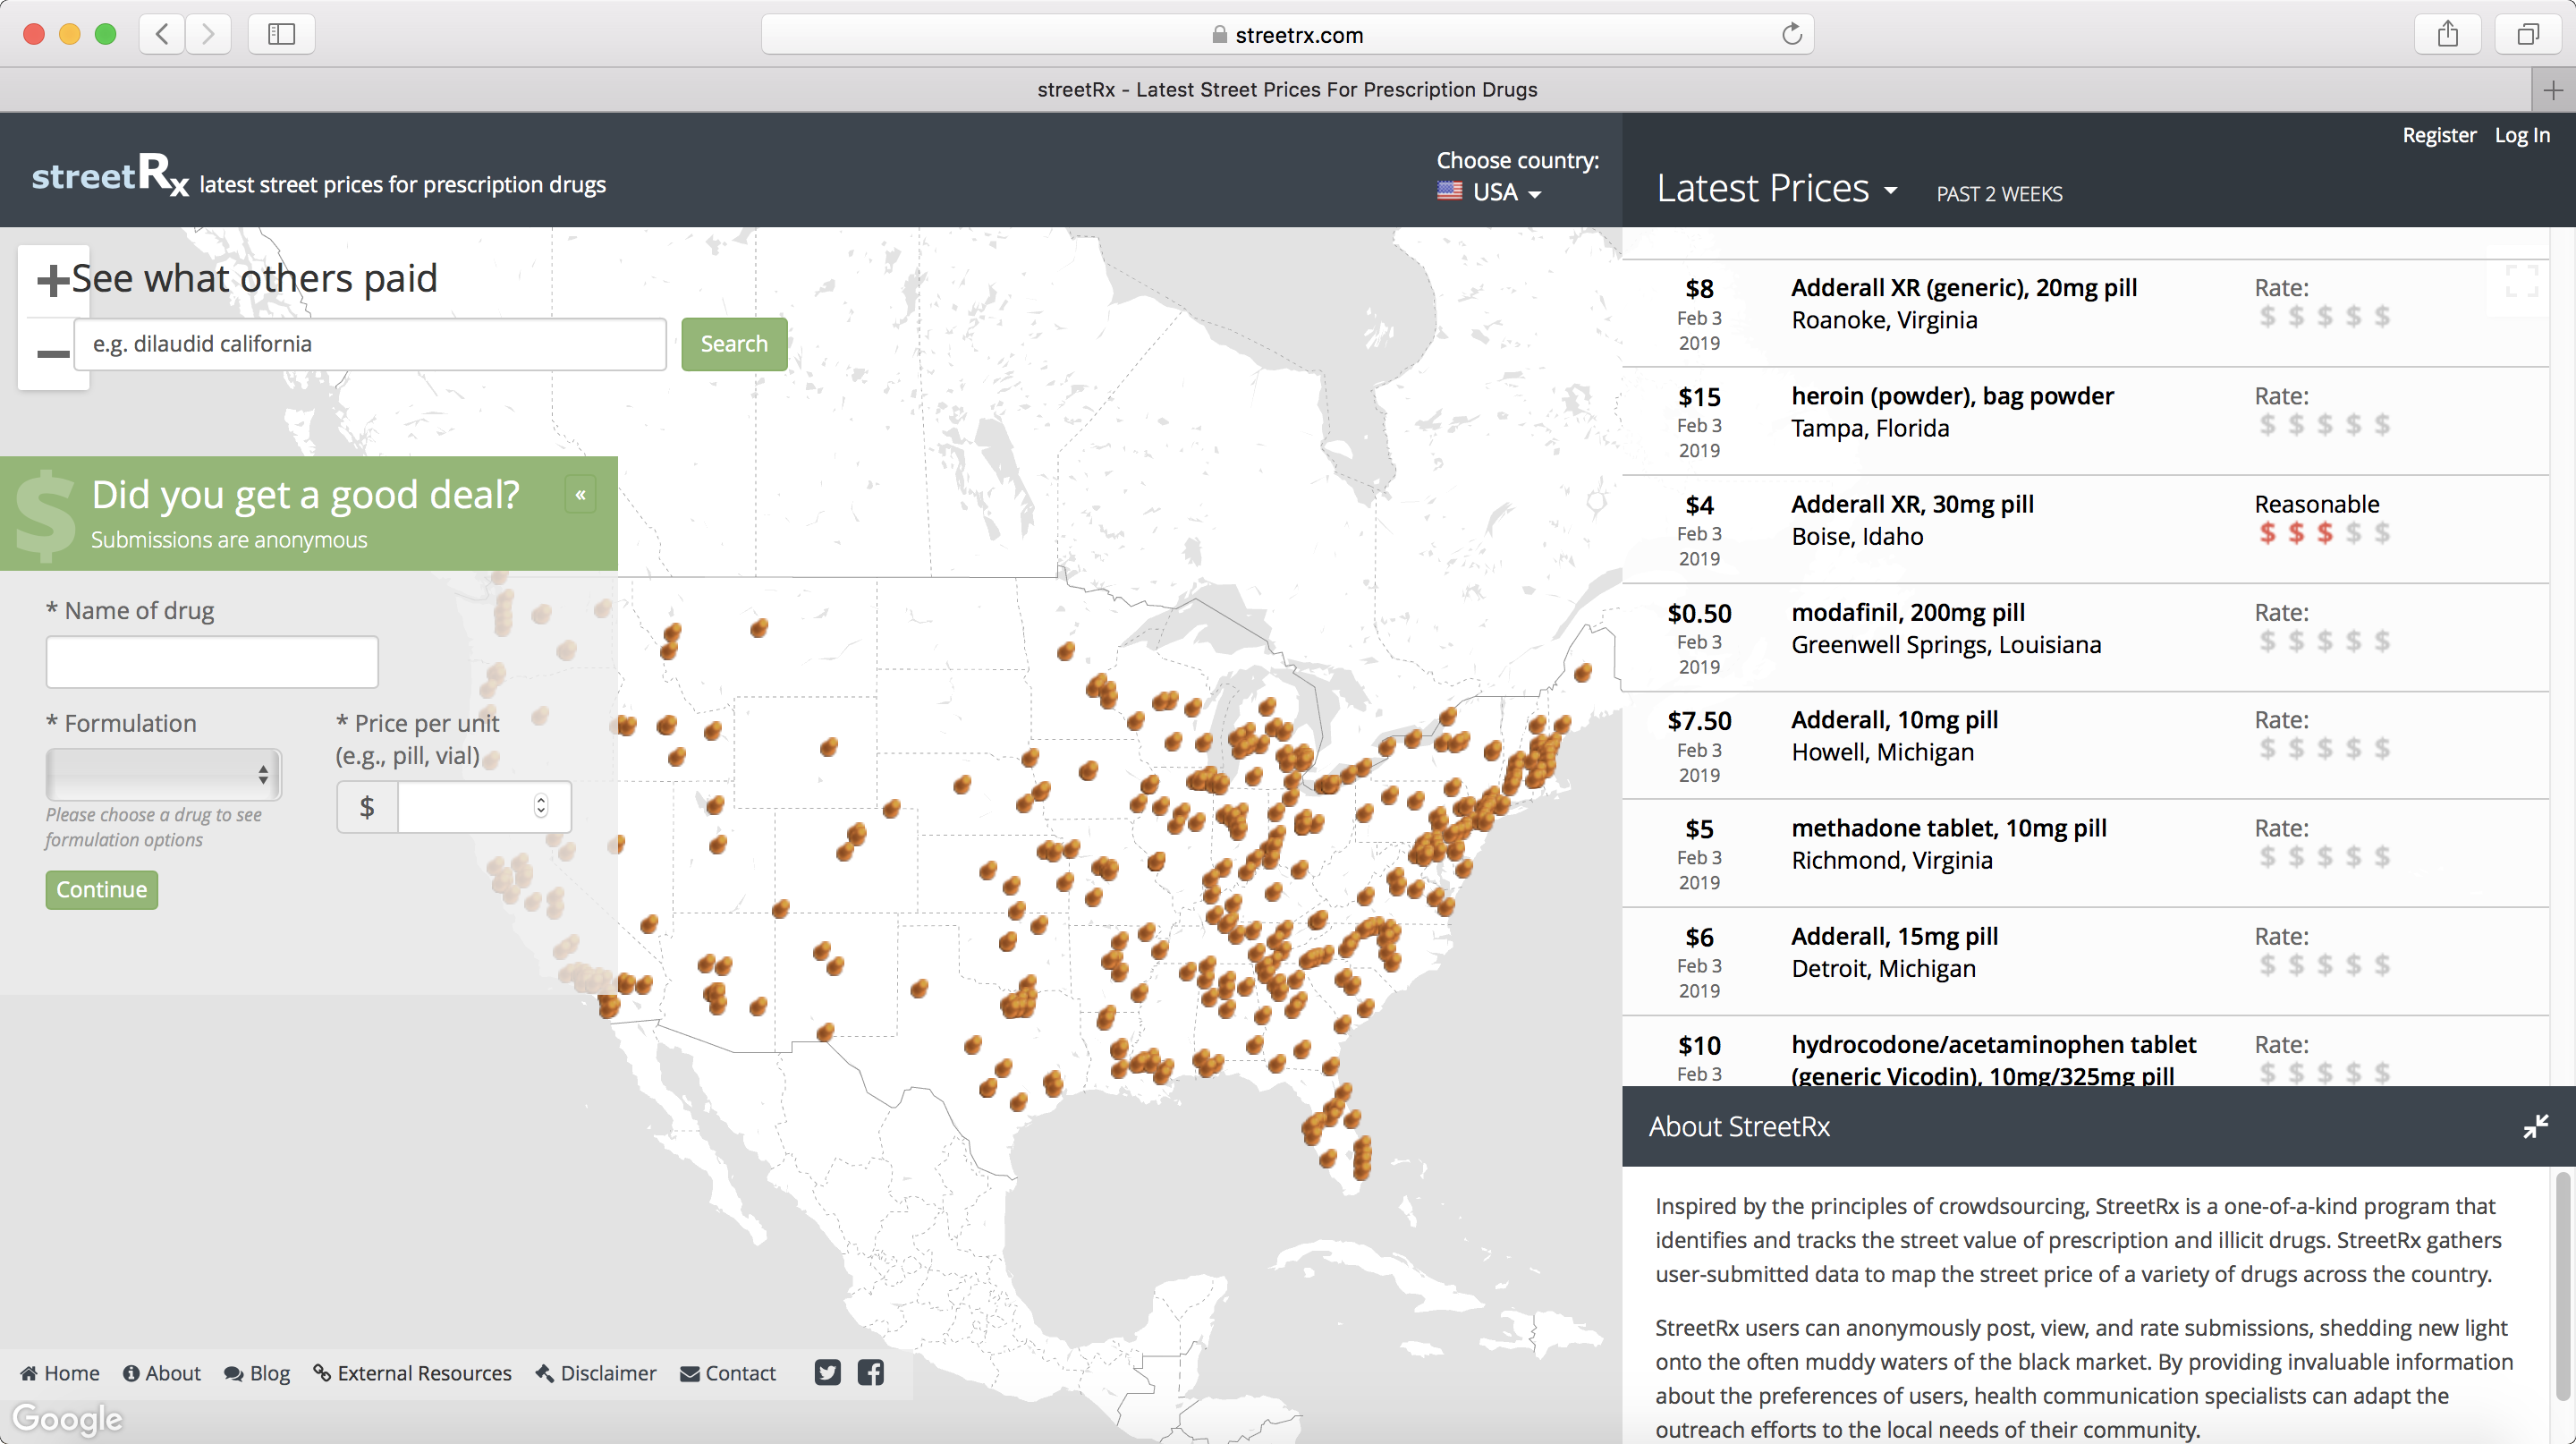 streetrx.com
streetRx - Latest Street Prices For Prescription Drugs
streetRx latest street prices for prescription drugs
Choose country:
USA
Register Log In
Latest Prices PAST 2 WEEKS
See what others paid
e.g. dilaudid california
Search
Did you get a good deal?
«
Submissions are anonymous
* Name of drug
* Formulation
* Price per unit
(e.g., pill, vial)
$
Please choose a drug to see
formulation options
Continue
$8
Feb 3
2019
Adderall XR (generic), 20mg pill
Roanoke, Virginia
Rate:
$ $ $ $ $
$15
Feb 3
2019
heroin (powder), bag powder
Tampa, Florida
Rate:
$ $ $ $ $
$4
Feb 3
2019
Adderall XR, 30mg pill
Boise, Idaho
Reasonable
$ $ $ $ $
$0.50
Feb 3
2019
modafinil, 200mg pill
Greenwell Springs, Louisiana
Rate:
$ $ $ $ $
$7.50
Feb 3
2019
Adderall, 10mg pill
Howell, Michigan
Rate:
$ $ $ $ $
$5
Feb 3
2019
methadone tablet, 10mg pill
Richmond, Virginia
Rate:
$ $ $ $ $
$6
Feb 3
2019
Adderall, 15mg pill
Detroit, Michigan
Rate:
$ $ $ $ $
$10
Feb 3
hydrocodone/acetaminophen tablet
(generic Vicodin), 10mg/325mg pill
Rate:
$ $ $ $ $
About StreetRx
Inspired by the principles of crowdsourcing, StreetRx is a one-of-a-kind program that
identifies and tracks the street value of prescription and illicit drugs. StreetRx gathers
user-submitted data to map the street price of a variety of drugs across the country.
StreetRx users can anonymously post, view, and rate submissions, shedding new light
onto the often muddy waters of the black market. By providing invaluable information
about the preferences of users, health communication specialists can adapt the
outreach efforts to the local needs of their community.
Home About Blog External Resources Disclaimer Contact
Google